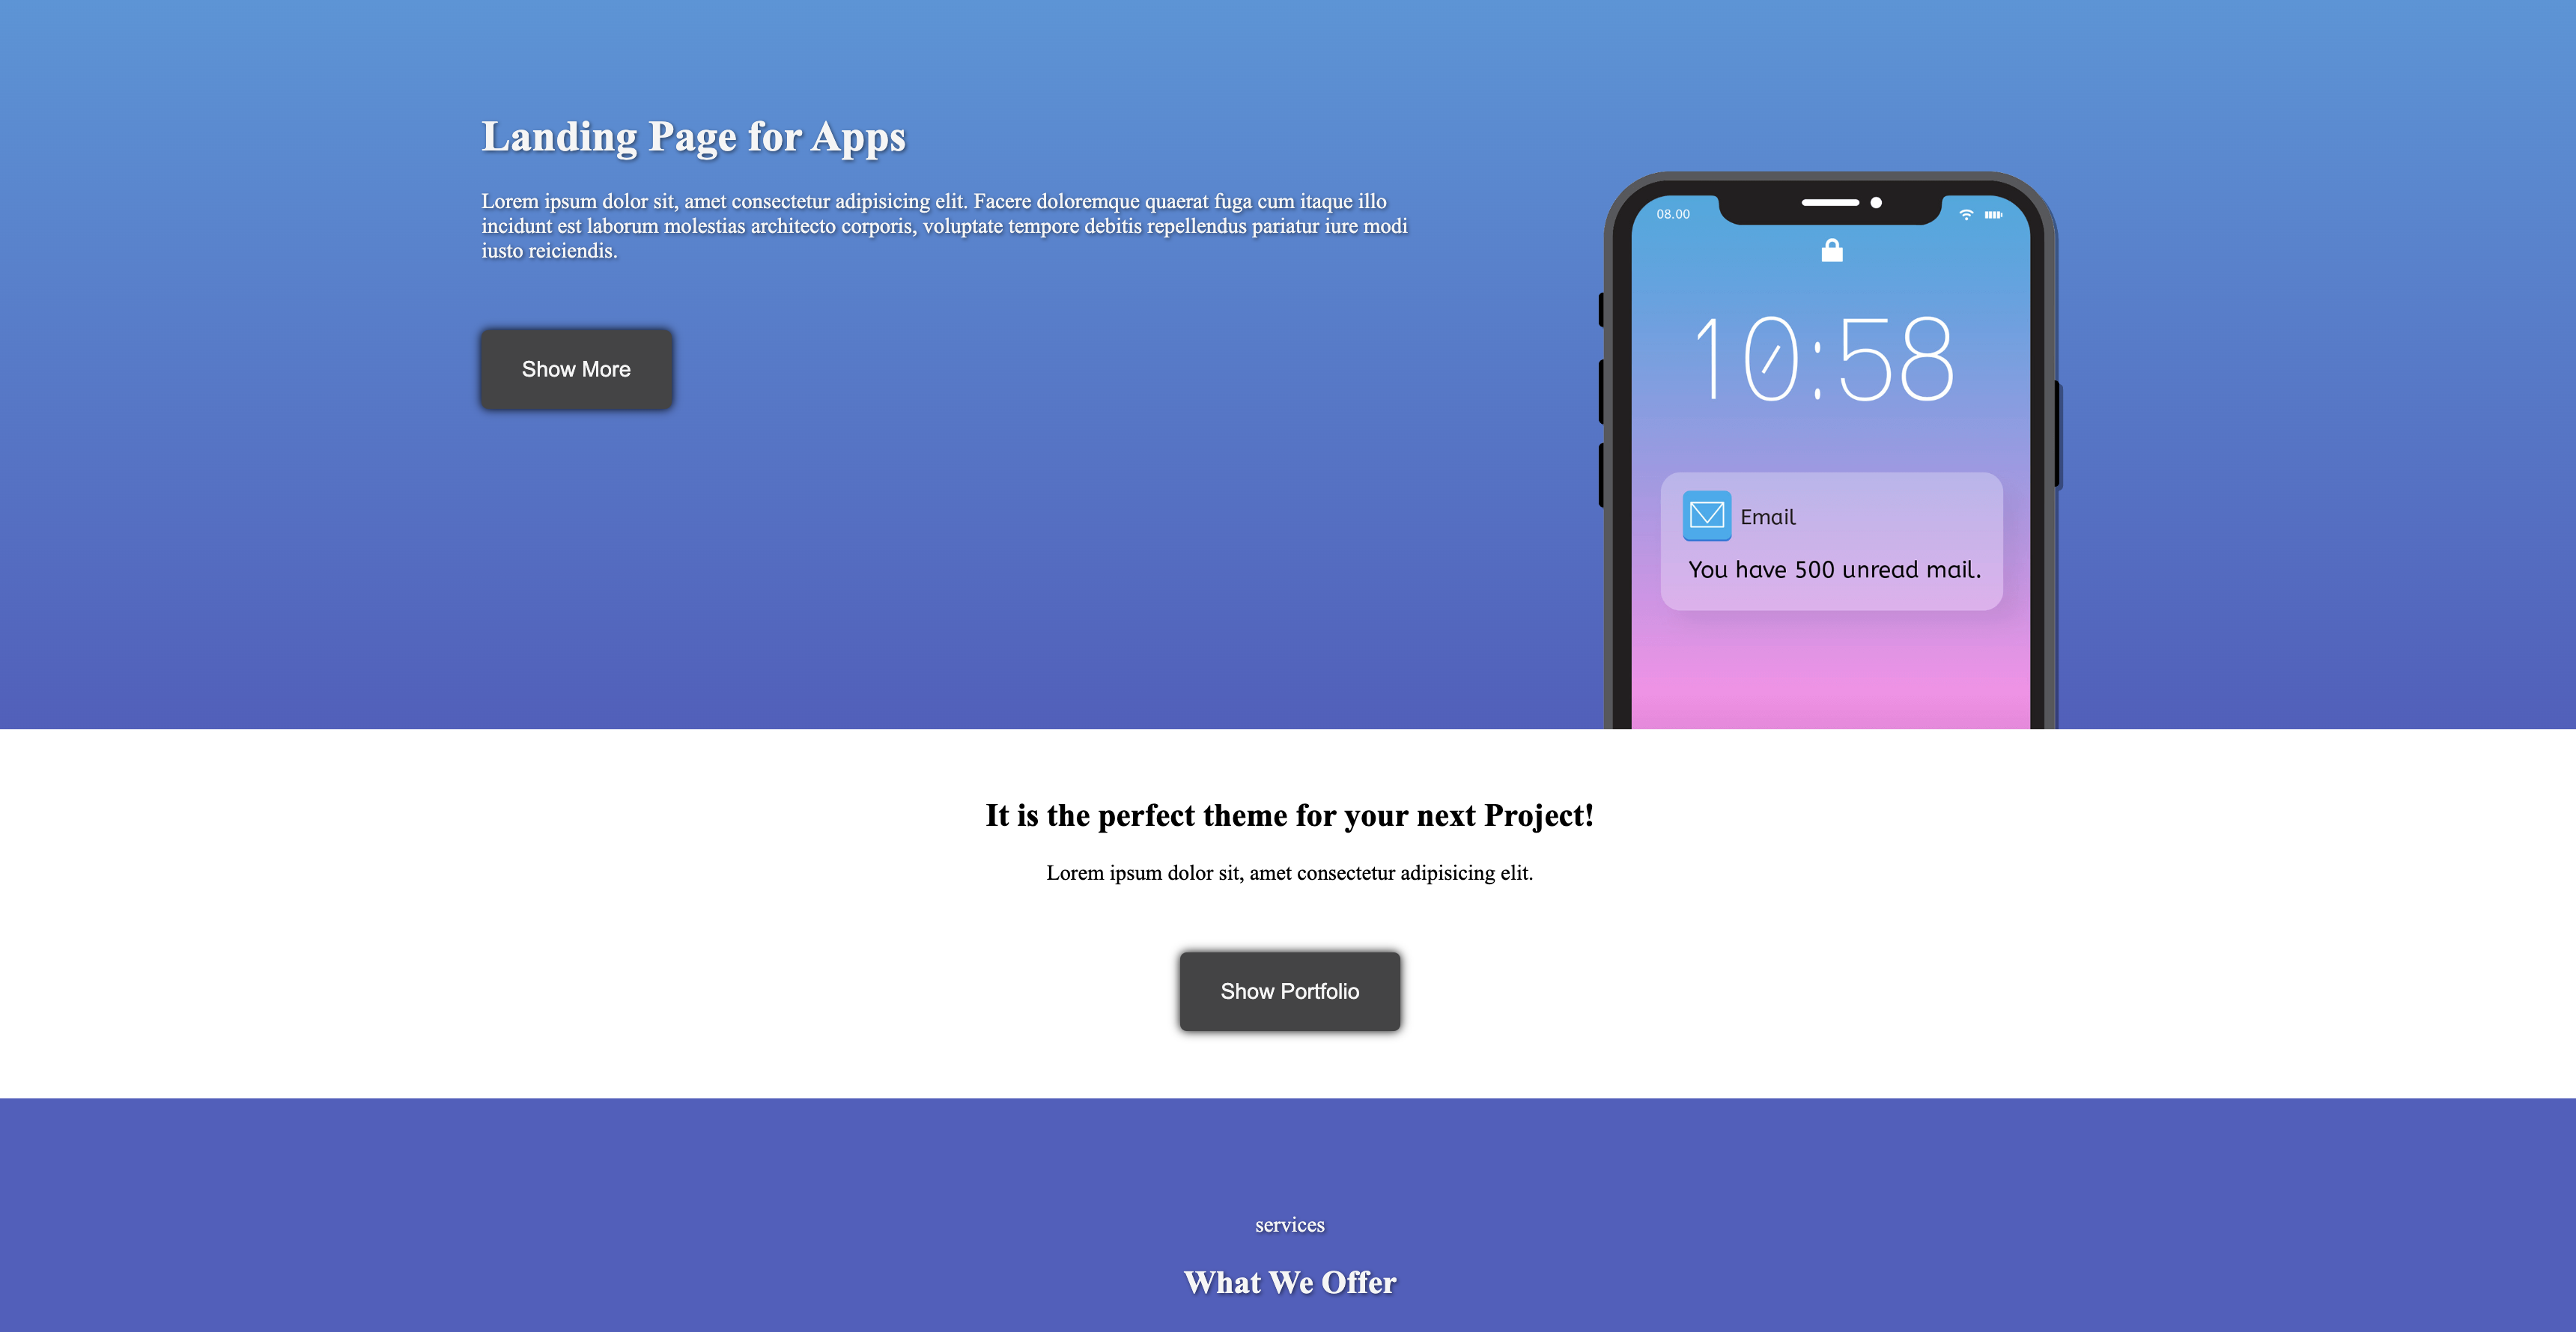 Landing Page for Apps
Lorem ipsum dolor sit, amet consectetur adipisicing elit. Facere doloremque quaerat fuga cum itaque illo
incidunt est laborum molestias architecto corporis, voluptate tempore debitis repellendus pariatur iure modi
iusto reiciendis.
Show More
08.00
10:58
Email
You have 500 unread mail.
It is the perfect theme for your next Project!
Lorem ipsum dolor sit, amet consectetur adipisicing elit.
Show Portfolio
services
What We Offer